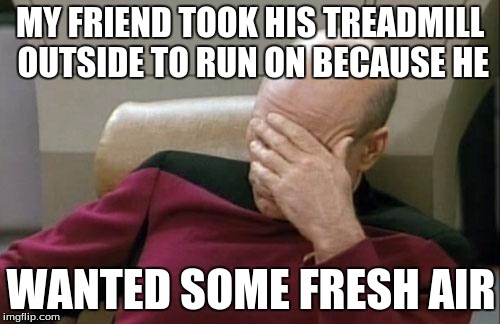 MY FRIEND TOOK HIS TREADMILL
OUTSIDE TO RUN ON BECAUSE HE
WANTED SOME FRESH AIR
imgflip.com